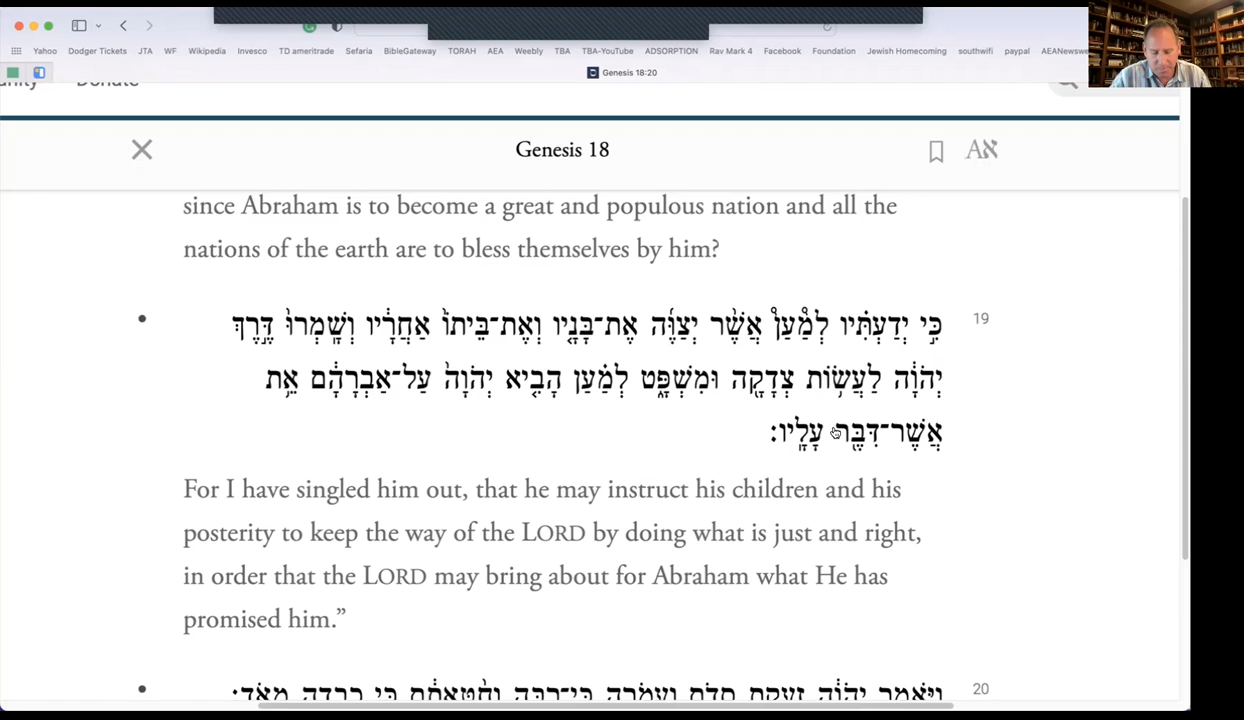 Yahoo Dodger Tickets JTA WF Wikipedia Invesco TD ameritrade Sefaria BibleGateway TORAH AEA Weebly TBA TBA-YouTube ADSORPTION Rav Mark 4 Facebook Foundation Jewish Homecoming southwifi paypal AEANewswe
Genesis 18:20
Donate
Genesis 18
since Abraham is to become a great and populous nation and all the
nations of the earth are to bless themselves by him?
19
כִּ֣י יְדַעְתִּ֗יו לְמַ֩עַן֩ אֲשֶׁ֨ר יְצַוֶּ֜ה אֶת־בָּנָ֤יו וְאֶת־בֵּיתוֹ֙ אַחֲרָ֔יו וְשָֽׁמְרוּ֙ דֶּ֣רֶךְ
יְהֹוָ֔ה לַעֲשׂ֥וֹת צְדָקָ֖ה וּמִשְׁפָּ֑ט לְמַ֗עַן הָבִ֤יא יְהֹוָה֙ עַל־אַבְרָהָ֔ם אֵ֥ת
אֲשֶׁר־דִּבֶּ֖ר עָלָֽיו׃
For I have singled him out, that he may instruct his children and his
posterity to keep the way of the LORD by doing what is just and right,
in order that the LORD may bring about for Abraham what He has
promised him.”
20
וַיֹּ֣אמֶר יְהֹוָ֔ה זַעֲקַ֛ת סְדֹ֥ם וַעֲמֹרָ֖ה כִּי־רָ֑בָּה וְחַ֨טָּאתָ֔ם כִּ֥י כָבְדָ֖ה מְאֹֽד׃